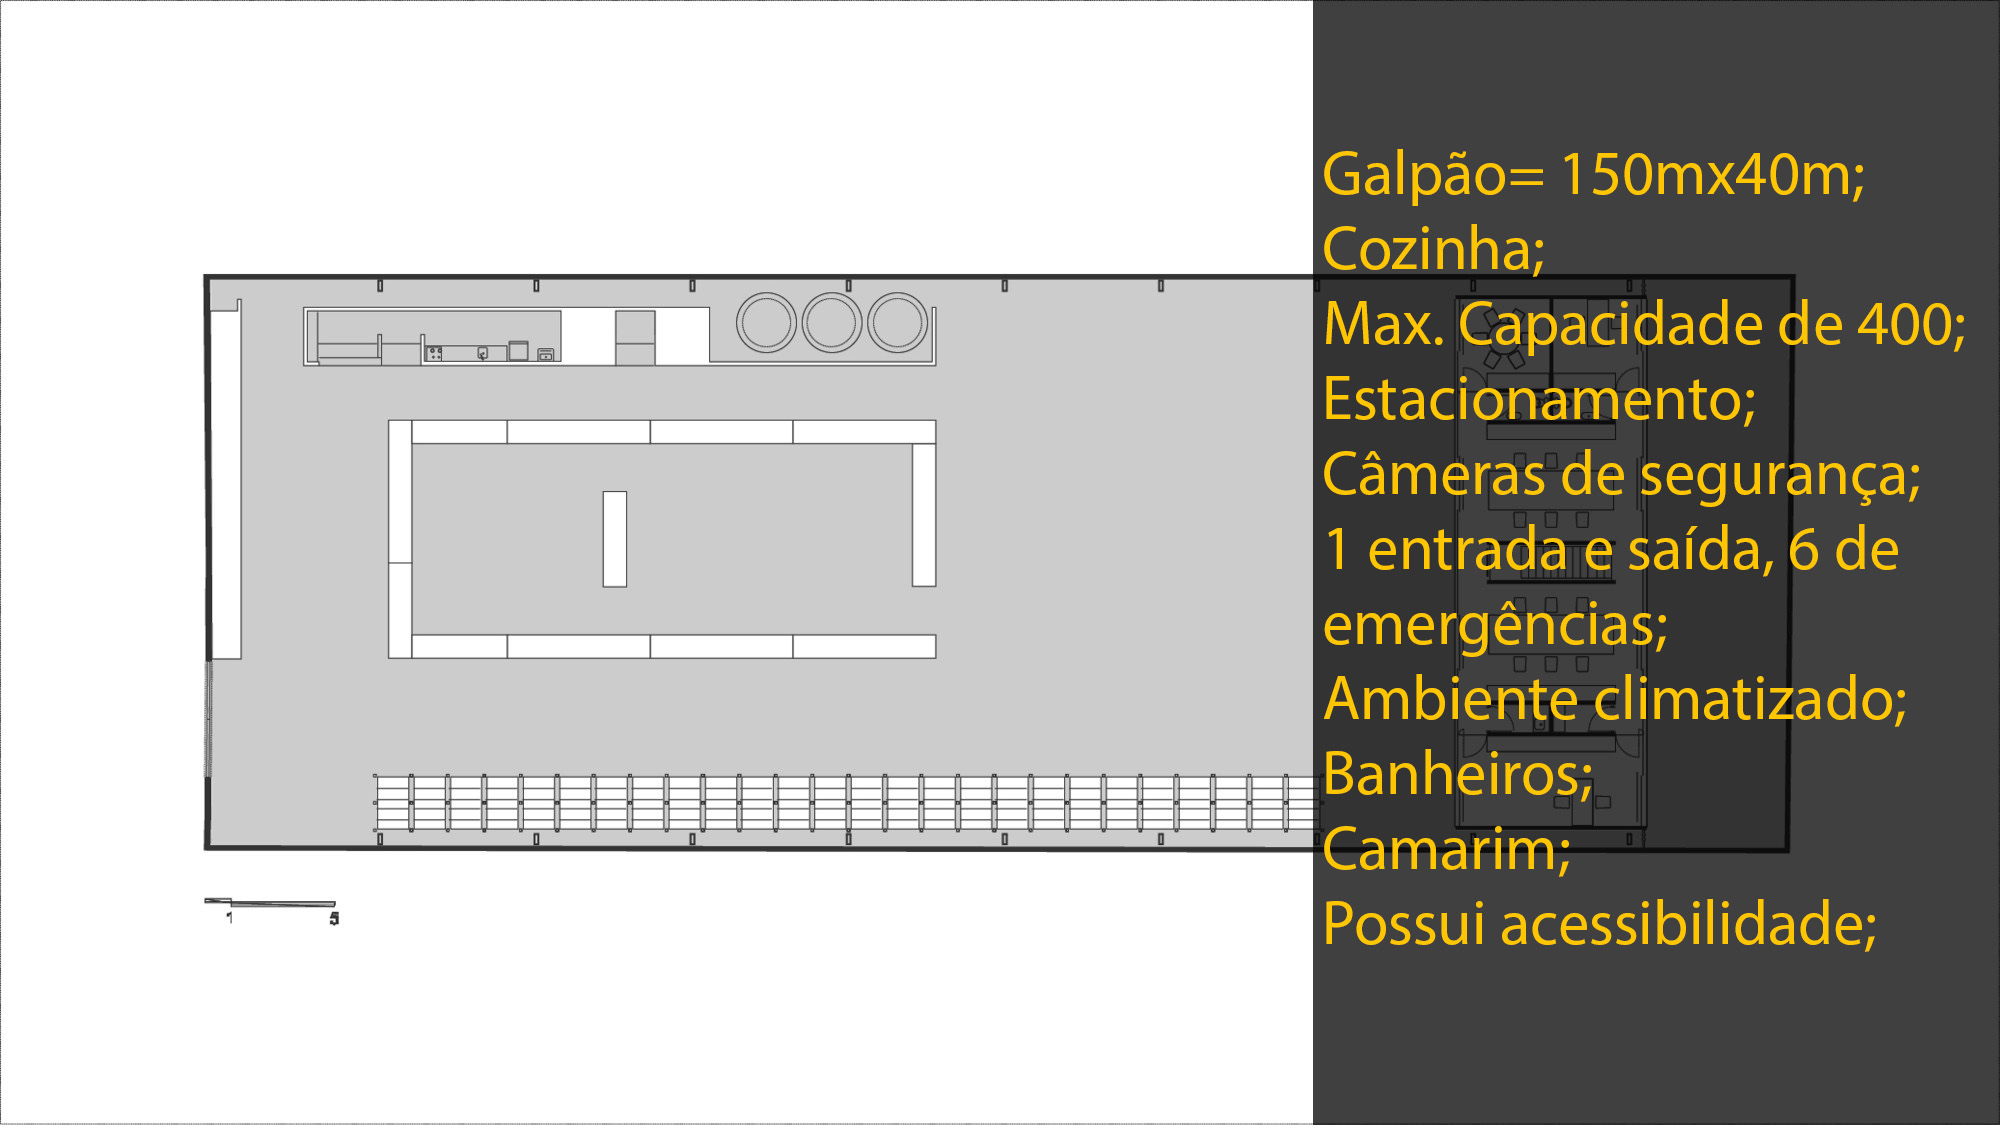 Galpão= 150mx40m;
Cozinha;
Max. Capacidade de 400;
Estacionamento;
Câmeras de segurança;
1 entrada e saída, 6 de
emergências;
Ambiente climatizado;
Banheiros;
Camarim;
Possui acessibilidade;
1 5